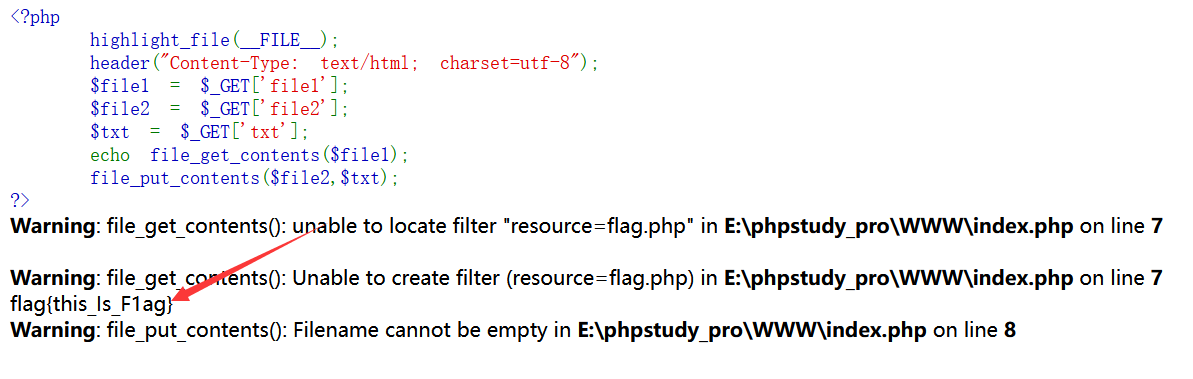 <?php
highlight_file(__FILE__);
header("Content-Type: text/html; charset=utf-8");
$file1 = $_GET['file1'];
$file2 = $_GET['file2'];
$txt = $_GET['txt'];
echo file_get_contents($file1);
file_put_contents($file2,$txt);
?>
Warning: file_get_contents(): unable to locate filter "resource=flag.php" in E:\phpstudy_pro\WWW\index.php on line 7
Warning: file_get_contents(): Unable to create filter (resource=flag.php) in E:\phpstudy_pro\WWW\index.php on line 7
flag{this_Is_F1ag}
Warning: file_put_contents(): Filename cannot be empty in E:\phpstudy_pro\WWW\index.php on line 8